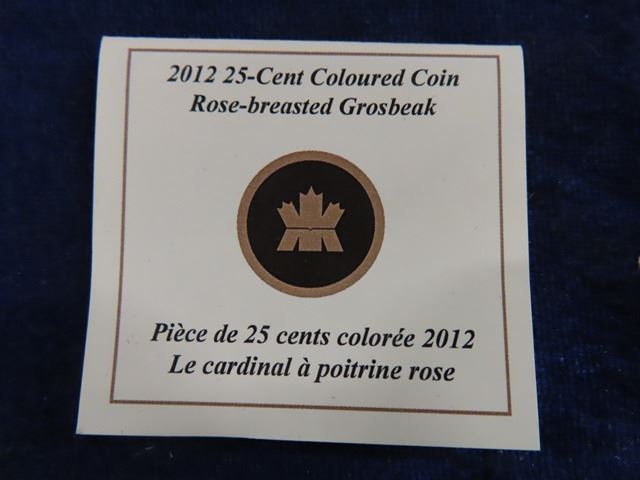 2012 25-Cent Coloured Coin
Rose-breasted Grosbeak
Pièce de 25 cents colorée 2012
Le cardinal à poitrine rose